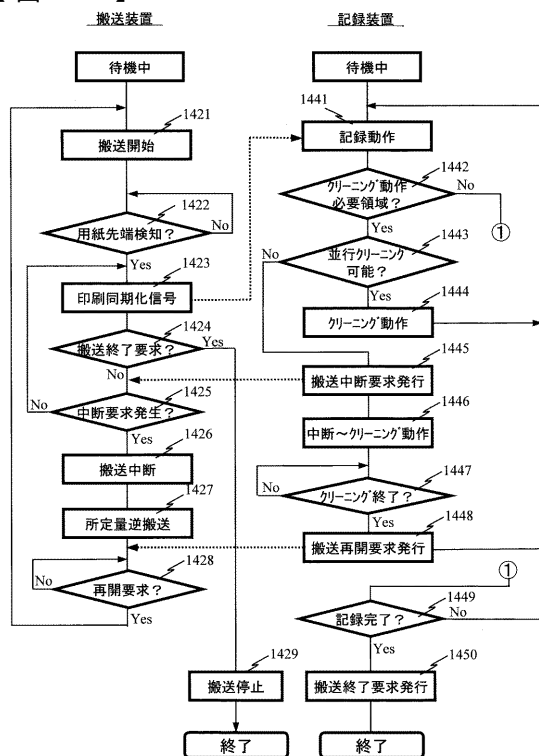 搬送装置
待機中
1421
搬送開始
1422
用紙先端検知？
No
Yes
1423
印刷同期化信号
1424
搬送終了要求？
Yes
No
1425
中断要求発生？
No
Yes
1426
搬送中断
1427
所定量逆搬送
1428
再開要求？
No
Yes
1429
搬送停止
終了
記録装置
待機中
1441
記録動作
1442
クリーニング動作
必要領域？
No
①
Yes
1443
並行クリーニング
可能？
No
Yes
1444
クリーニング動作
1445
搬送中断要求発行
1446
中断～クリーニング動作
1447
クリーニング終了？
No
Yes
1448
搬送再開要求発行
①
1449
記録完了？
No
Yes
1450
搬送終了要求発行
終了